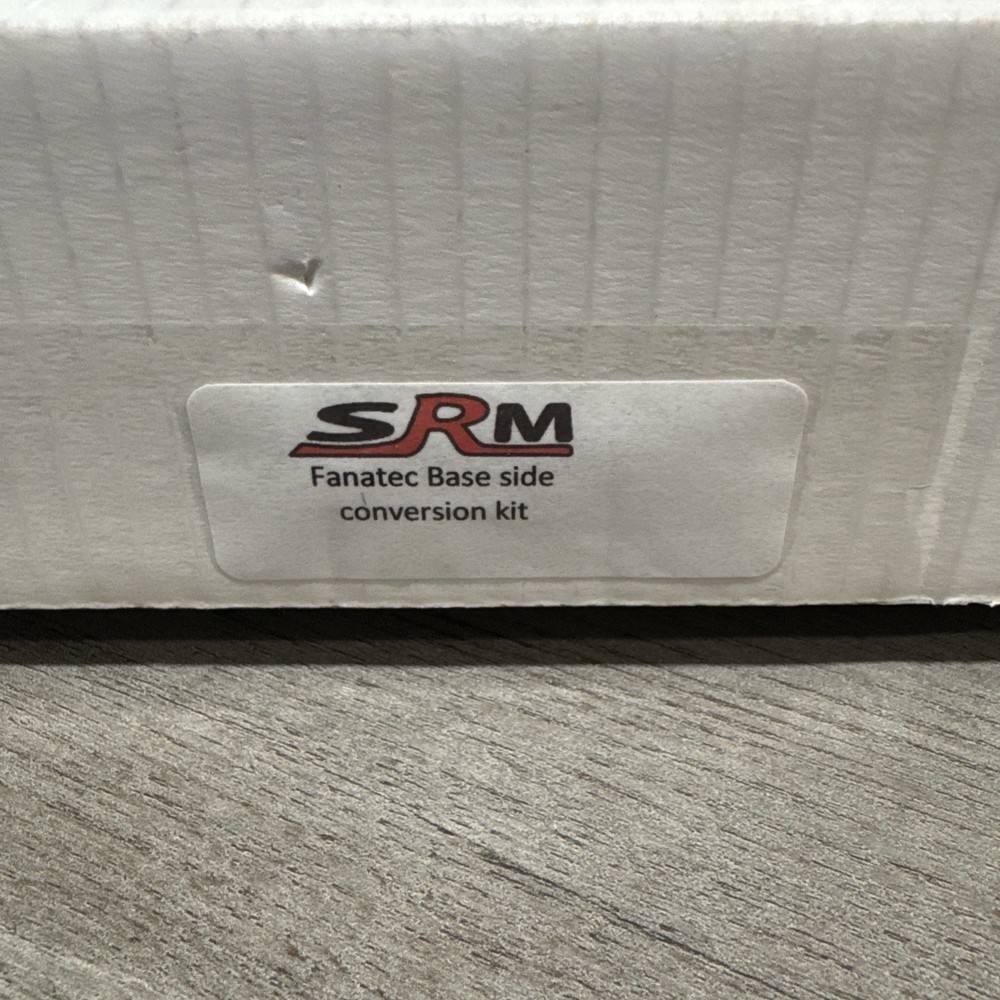 SRM
Fanatec Base side
conversion kit